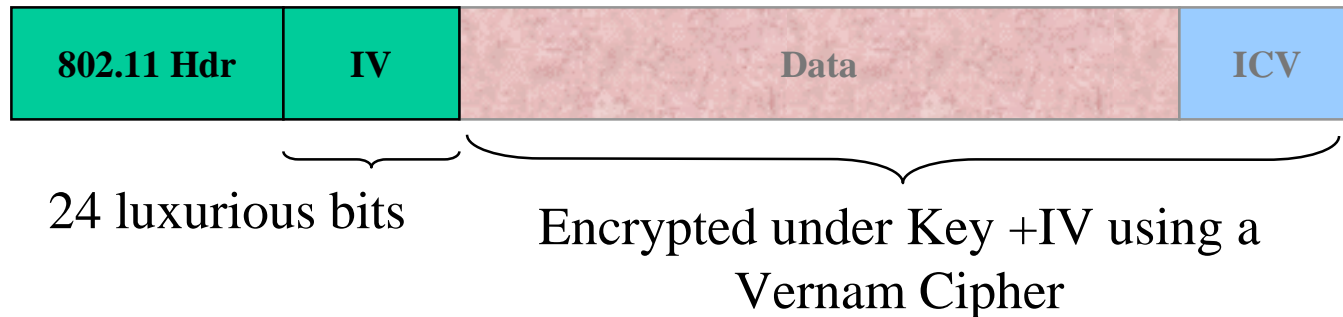 802.11 Hdr IV Data ICV
24 luxurious bits
Encrypted under Key +IV using a
Vernam Cipher